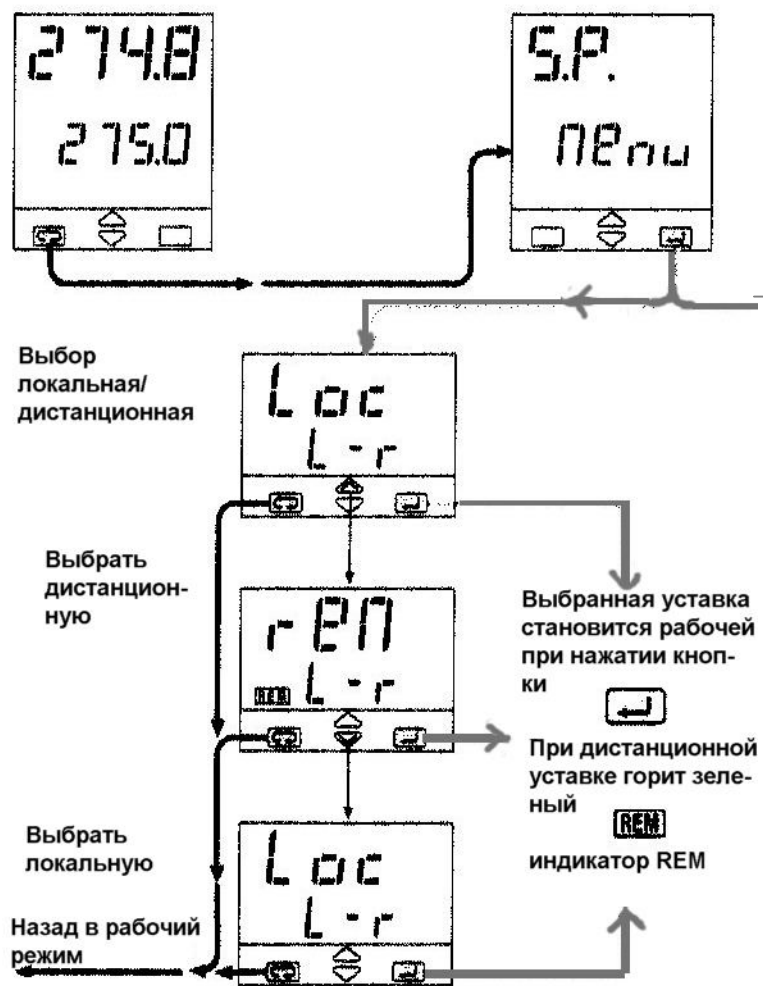 274.8
275.0
S.P.
MEnu
Выбор
локальная/
дистанционная
Loc
L-r
Выбрать
дистанцион-
ную
rEM
REM L-r
Выбранная уставка
становится рабочей
при нажатии кноп-
ки
При дистанционной
уставке горит зеле-
ный
REM
индикатор REM
Выбрать
локальную
Loc
L-r
Назад в рабочий
режим